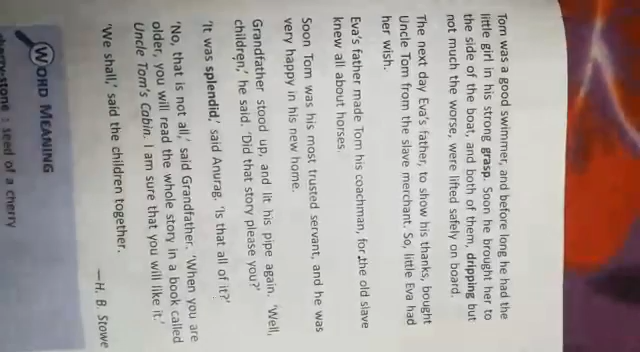 Tom was a good swimmer, and before long he had the
little girl in his strong grasp. Soon he brought her to
the side of the boat, and both of them, dripping but
not much the worse, were lifted safely on board.
The next day Eva's father, to show his thanks, bought
Uncle Tom from the slave merchant. So, little Eva had
her wish.
Eva's father made Tom his coachman, for the old slave
knew all about horses.
Soon Tom was his most trusted servant, and he was
very happy in his new home.
Grandfather stood up, and lit his pipe again. 'Well,
children,' he said. 'Did that story please you?'
'It was splendid,' said Anurag. 'Is that all of it?'
'No, that is not all,' said Grandfather. 'When you are
older, you will read the whole story in a book called
Uncle Tom's Cabin. I am sure that you will like it.'
'We shall,' said the children together.
—H. B. Stowe
WORD MEANING
cherry-stone : seed of a cherry